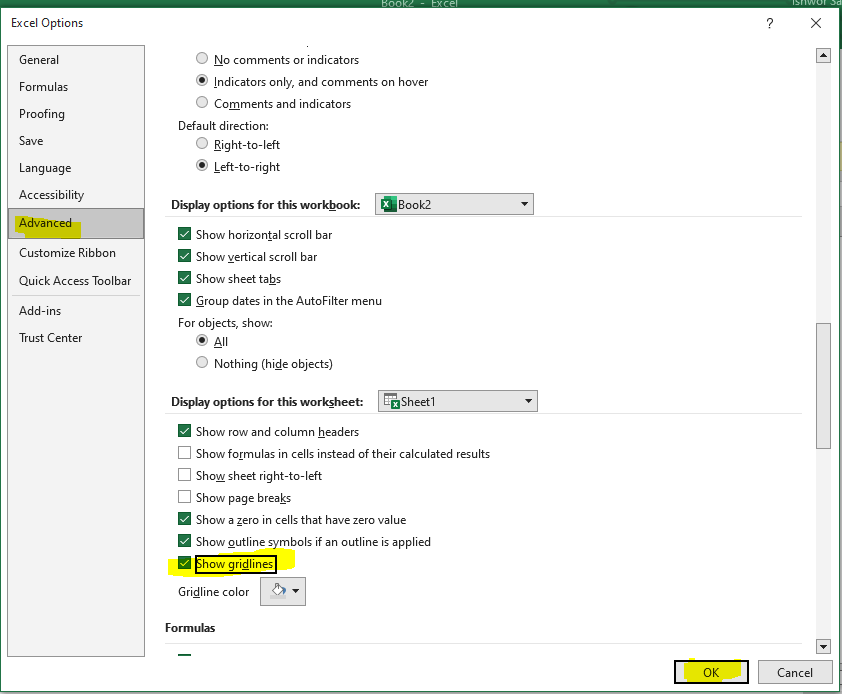 Book2 - Excel
Ishwor Sa
Excel Options
?
General
Formulas
Proofing
Save
Language
Accessibility
Advanced
Customize Ribbon
Quick Access Toolbar
Add-ins
Trust Center
No comments or indicators
Indicators only, and comments on hover
Comments and indicators
Default direction:
Right-to-left
Left-to-right
Display options for this workbook: Book2
Show horizontal scroll bar
Show vertical scroll bar
Show sheet tabs
Group dates in the AutoFilter menu
For objects, show:
All
Nothing (hide objects)
Display options for this worksheet: Sheet1
Show row and column headers
Show formulas in cells instead of their calculated results
Show sheet right-to-left
Show page breaks
Show a zero in cells that have zero value
Show outline symbols if an outline is applied
Show gridlines
Gridline color
Formulas
OK Cancel